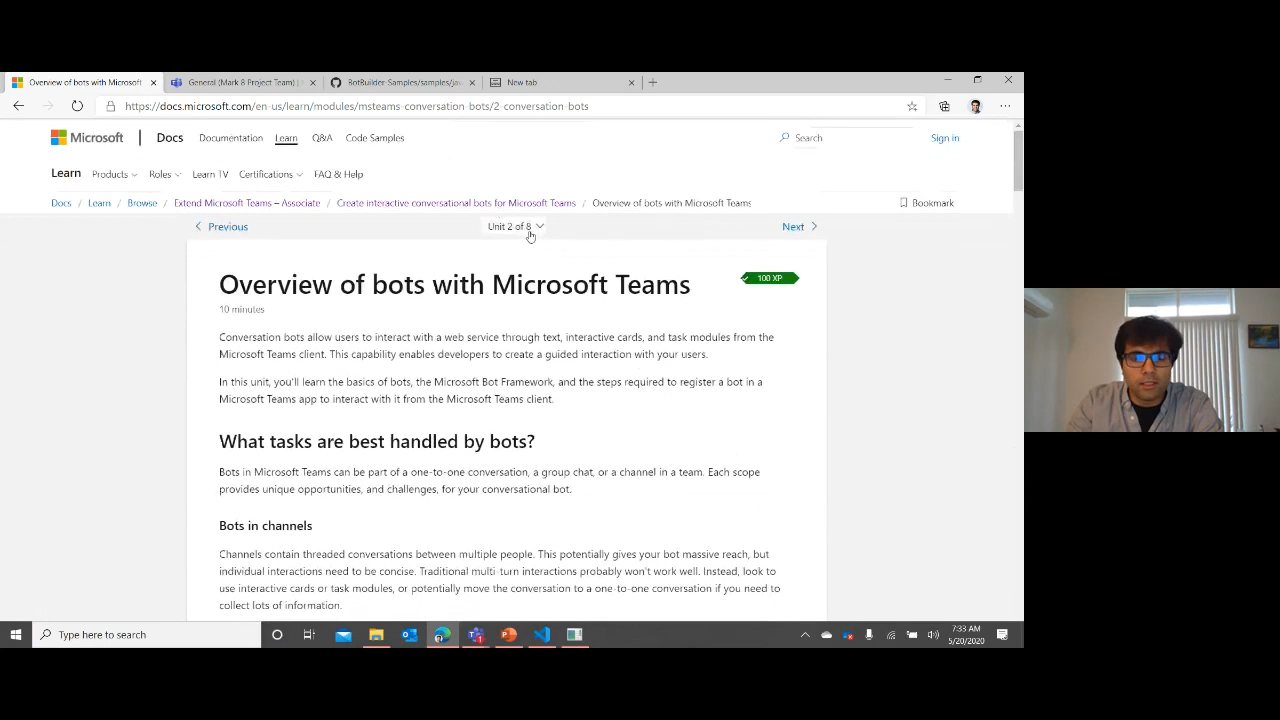 Overview of bots with Microsoft
General (Mark 8 Project Team) |
BotBuilder-Samples/samples/ja
New tab
https://docs.microsoft.com/en-us/learn/modules/msteams-conversation-bots/2-conversation-bots
Microsoft Docs Documentation Learn Q&A Code Samples Search Sign in
Learn Products Roles Learn TV Certifications FAQ & Help
Docs / Learn / Browse / Extend Microsoft Teams – Associate / Create interactive conversational bots for Microsoft Teams / Overview of bots with Microsoft Teams Bookmark
Previous Unit 2 of 8 Next
Overview of bots with Microsoft Teams
100 XP
10 minutes
Conversation bots allow users to interact with a web service through text, interactive cards, and task modules from the
Microsoft Teams client. This capability enables developers to create a guided interaction with your users.
In this unit, you'll learn the basics of bots, the Microsoft Bot Framework, and the steps required to register a bot in a
Microsoft Teams app to interact with it from the Microsoft Teams client.
What tasks are best handled by bots?
Bots in Microsoft Teams can be part of a one-to-one conversation, a group chat, or a channel in a team. Each scope
provides unique opportunities, and challenges, for your conversational bot.
Bots in channels
Channels contain threaded conversations between multiple people. This potentially gives your bot massive reach, but
individual interactions need to be concise. Traditional multi-turn interactions probably won't work well. Instead, look to
use interactive cards or task modules, or potentially move the conversation to a one-to-one conversation if you need to
collect lots of information.
Type here to search
7:33 AM
5/20/2020